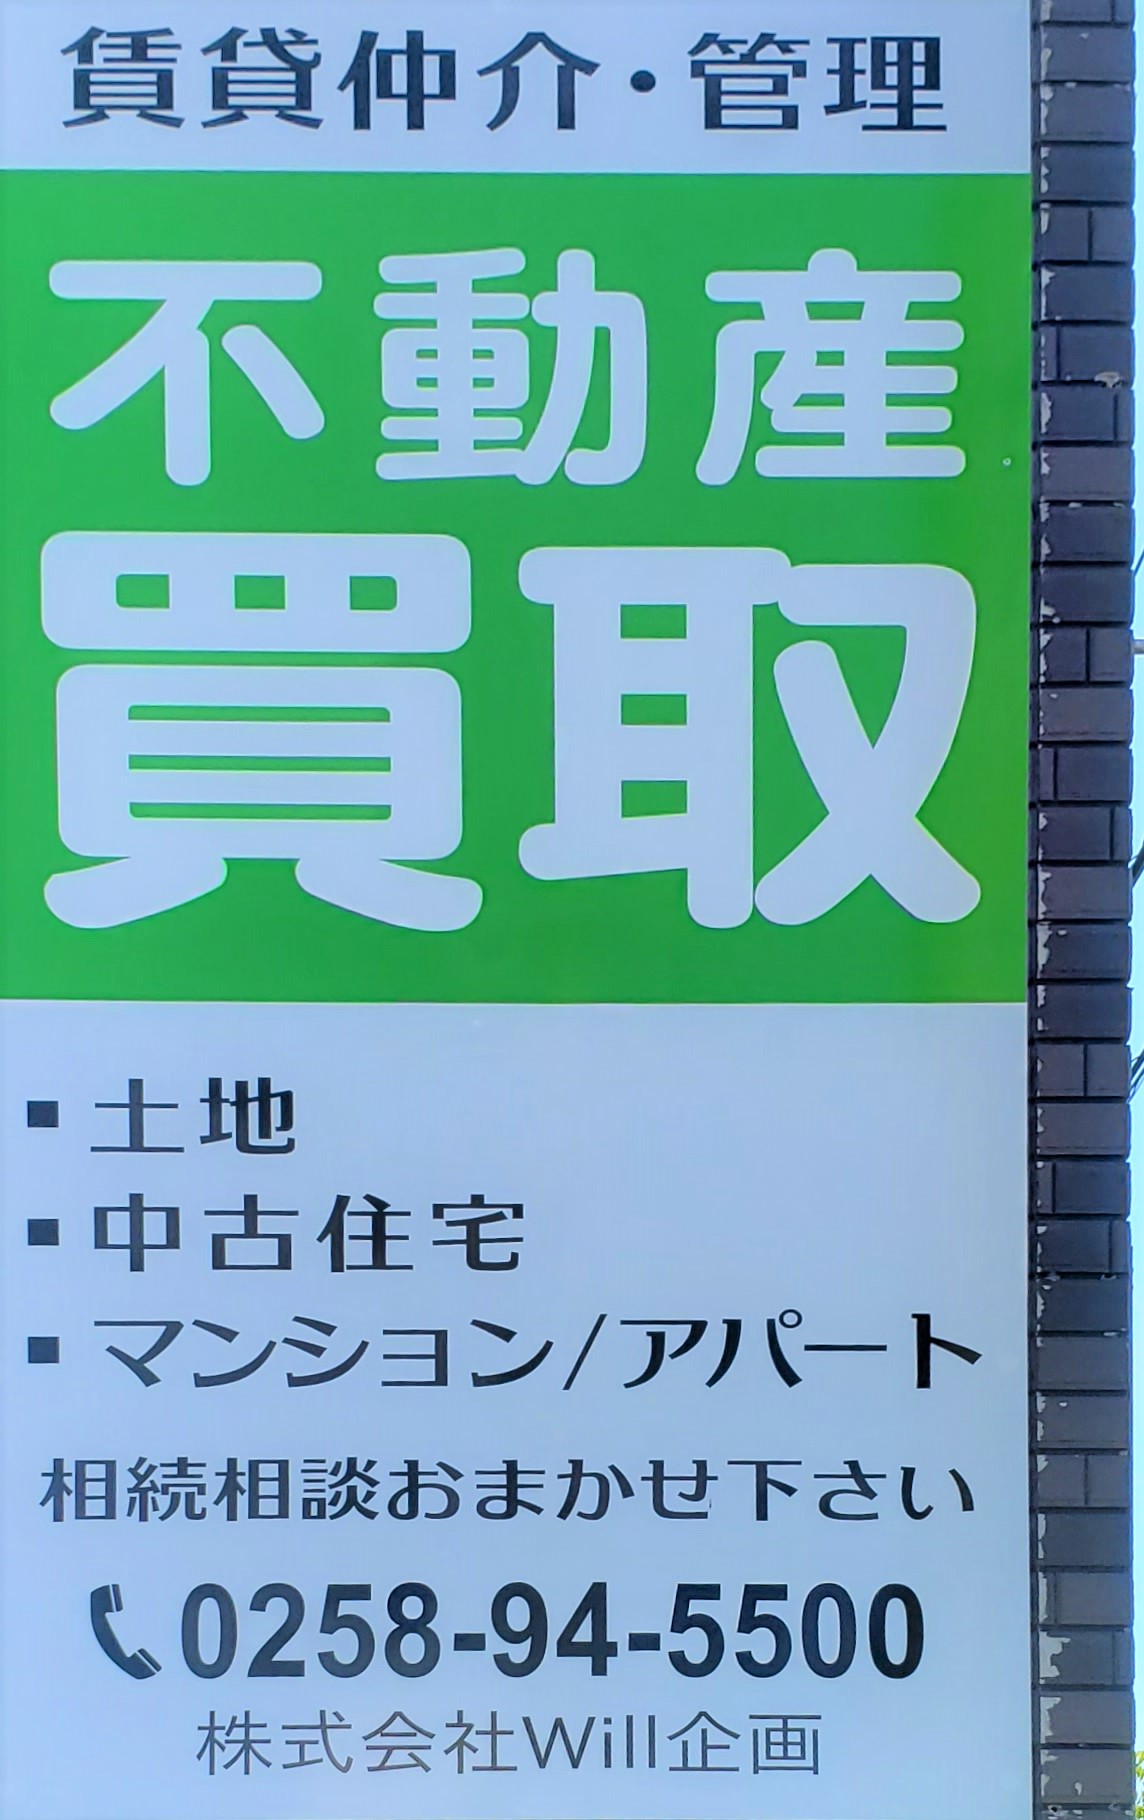 賃貸仲介・管理
不動産
買取
▪土地
▪中古住宅
▪マンション/アパート
相続相談おまかせ下さい
0258-94-5500
株式会社Will企画